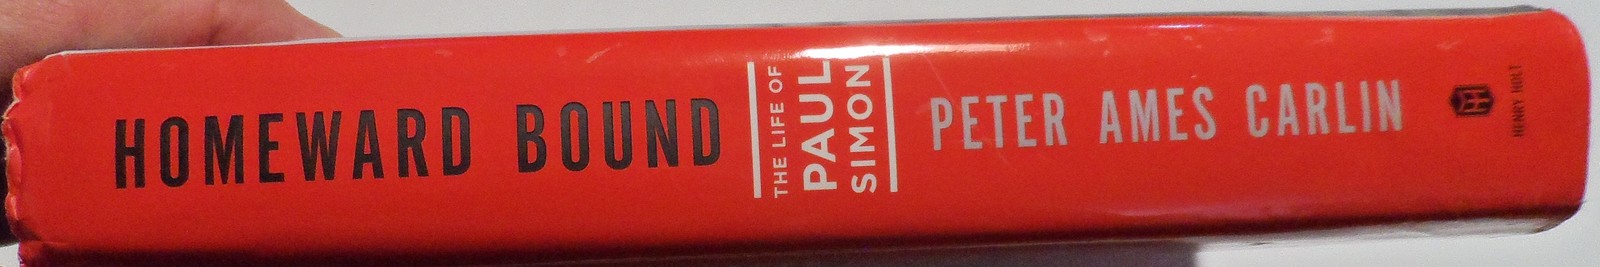 HOMEWARD BOUND
THE LIFE OF
PAUL
SIMON
PETER AMES CARLIN
HENRY HOLT